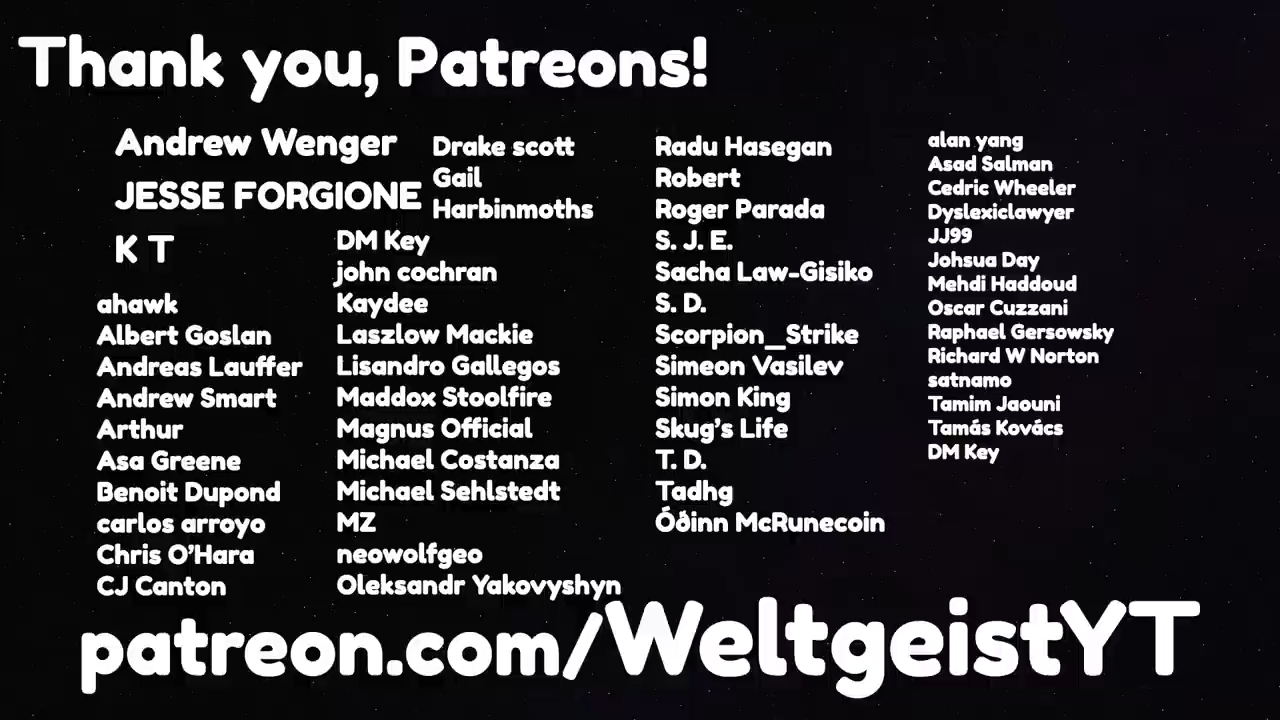 Thank you, Patreons!
Andrew Wenger
JESSE FORGIONE
K T
ahawk
Albert Goslan
Andreas Lauffer
Andrew Smart
Arthur
Asa Greene
Benoit Dupond
carlos arroyo
Chris O’Hara
CJ Canton
Drake scott
Gail
Harbinmoths
DM Key
john cochran
Kaydee
Laszlow Mackie
Lisandro Gallegos
Maddox Stoolfire
Magnus Official
Michael Costanza
Michael Sehlstedt
MZ
neowolfgeo
Oleksandr Yakovyshyn
Radu Hasegan
Robert
Roger Parada
S. J. E.
Sacha Law-Gisiko
S. D.
Scorpion_Strike
Simeon Vasilev
Simon King
Skug’s Life
T. D.
Tadhg
Óðinn McRunecoin
alan yang
Asad Salman
Cedric Wheeler
Dyslexiclawyer
JJ99
Johsua Day
Mehdi Haddoud
Oscar Cuzzani
Raphael Gersowsky
Richard W Norton
satnamo
Tamim Jaouni
Tamás Kovács
DM Key
patreon.com/WeltgeistYT